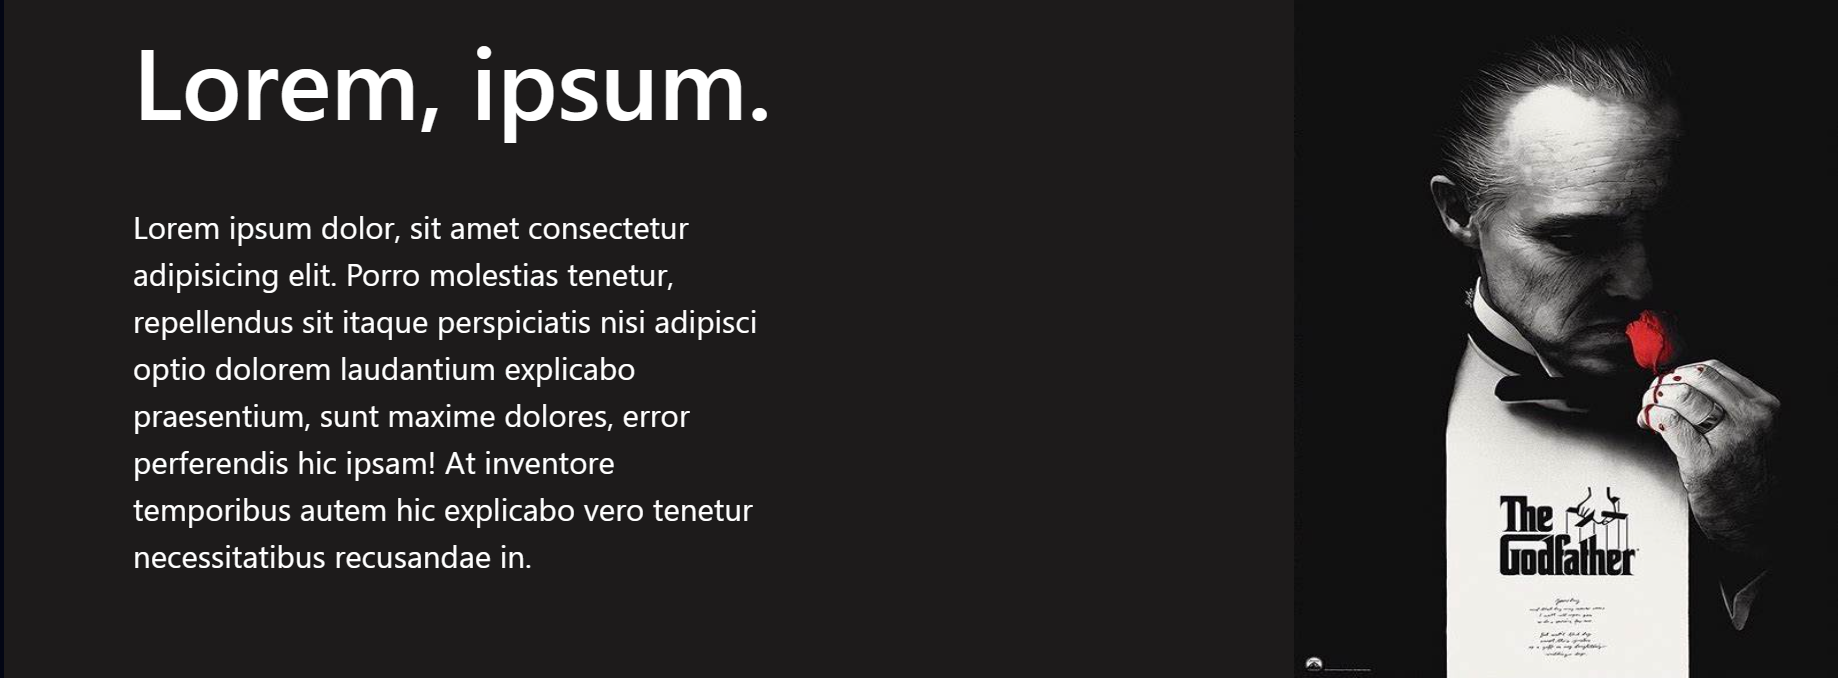 Lorem, ipsum.
Lorem ipsum dolor, sit amet consectetur
adipisicing elit. Porro molestias tenetur,
repellendus sit itaque perspiciatis nisi adipisci
optio dolorem laudantium explicabo
praesentium, sunt maxime dolores, error
perferendis hic ipsam! At inventore
temporibus autem hic explicabo vero tenetur
necessitatibus recusandae in.
The
Godfather